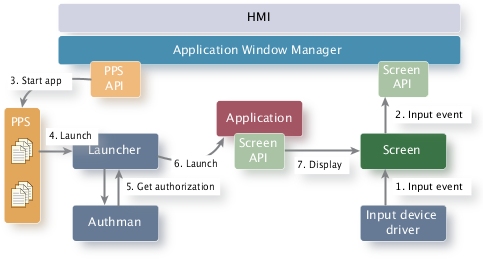 HMI
Application Window Manager
PPS
API
Screen
API
3. Start app
2. Input event
PPS
4. Launch
Launcher
Application
Screen
API
6. Launch
7. Display
Screen
5. Get authorization
1. Input event
Authman
Input device
driver